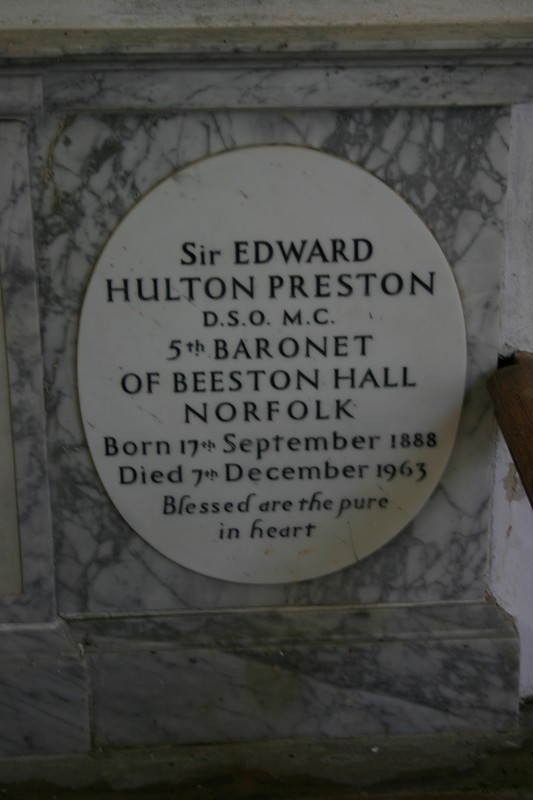 Sir EDWARD
HULTON PRESTON
D.S.O. M.C.
5th BARONET
OF BEESTON HALL
NORFOLK
Born 17th September 1888
Died 7th December 1963
Blessed are the pure
in heart